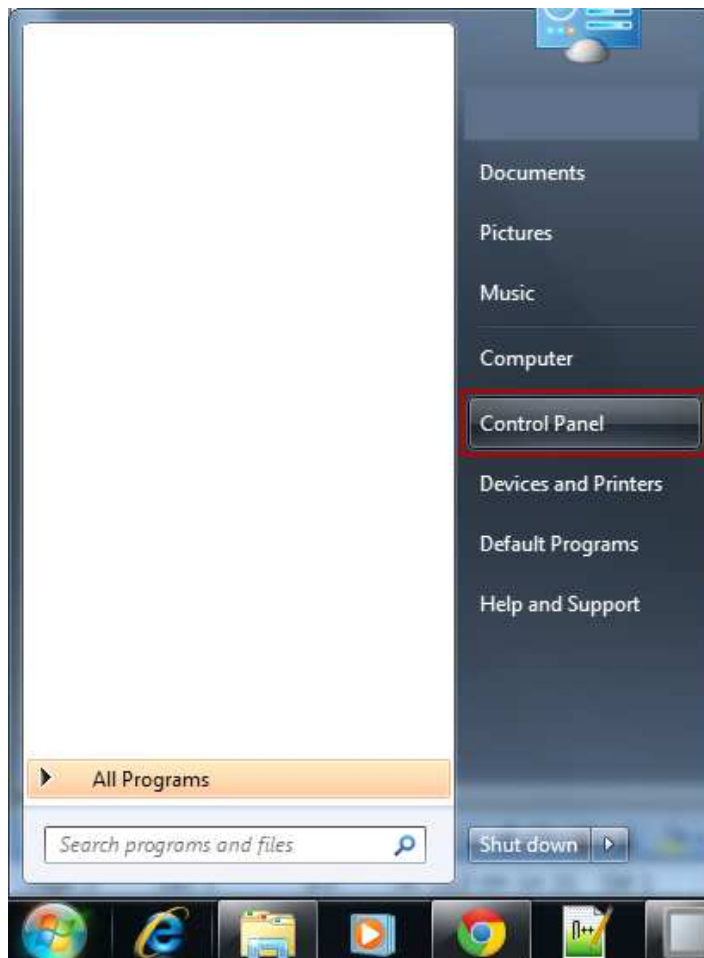 Documents
Pictures
Music
Computer
Control Panel
Devices and Printers
Default Programs
Help and Support
All Programs
Search programs and files
Shut down
n++